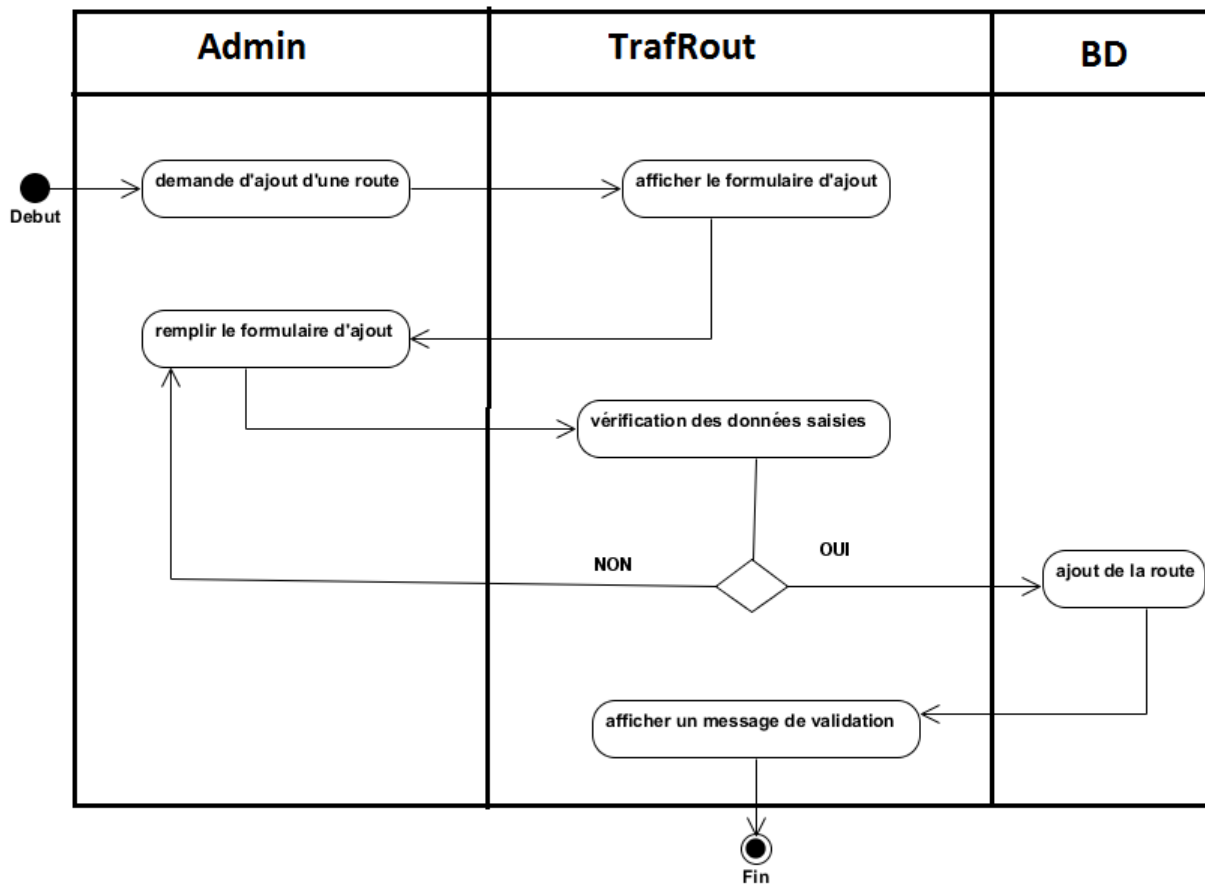 Admin
TrafRout
BD
demande d'ajout d'une route
afficher le formulaire d'ajout
Debut
remplir le formulaire d'ajout
vérification des données saisies
NON
OUI
ajout de la route
afficher un message de validation
Fin